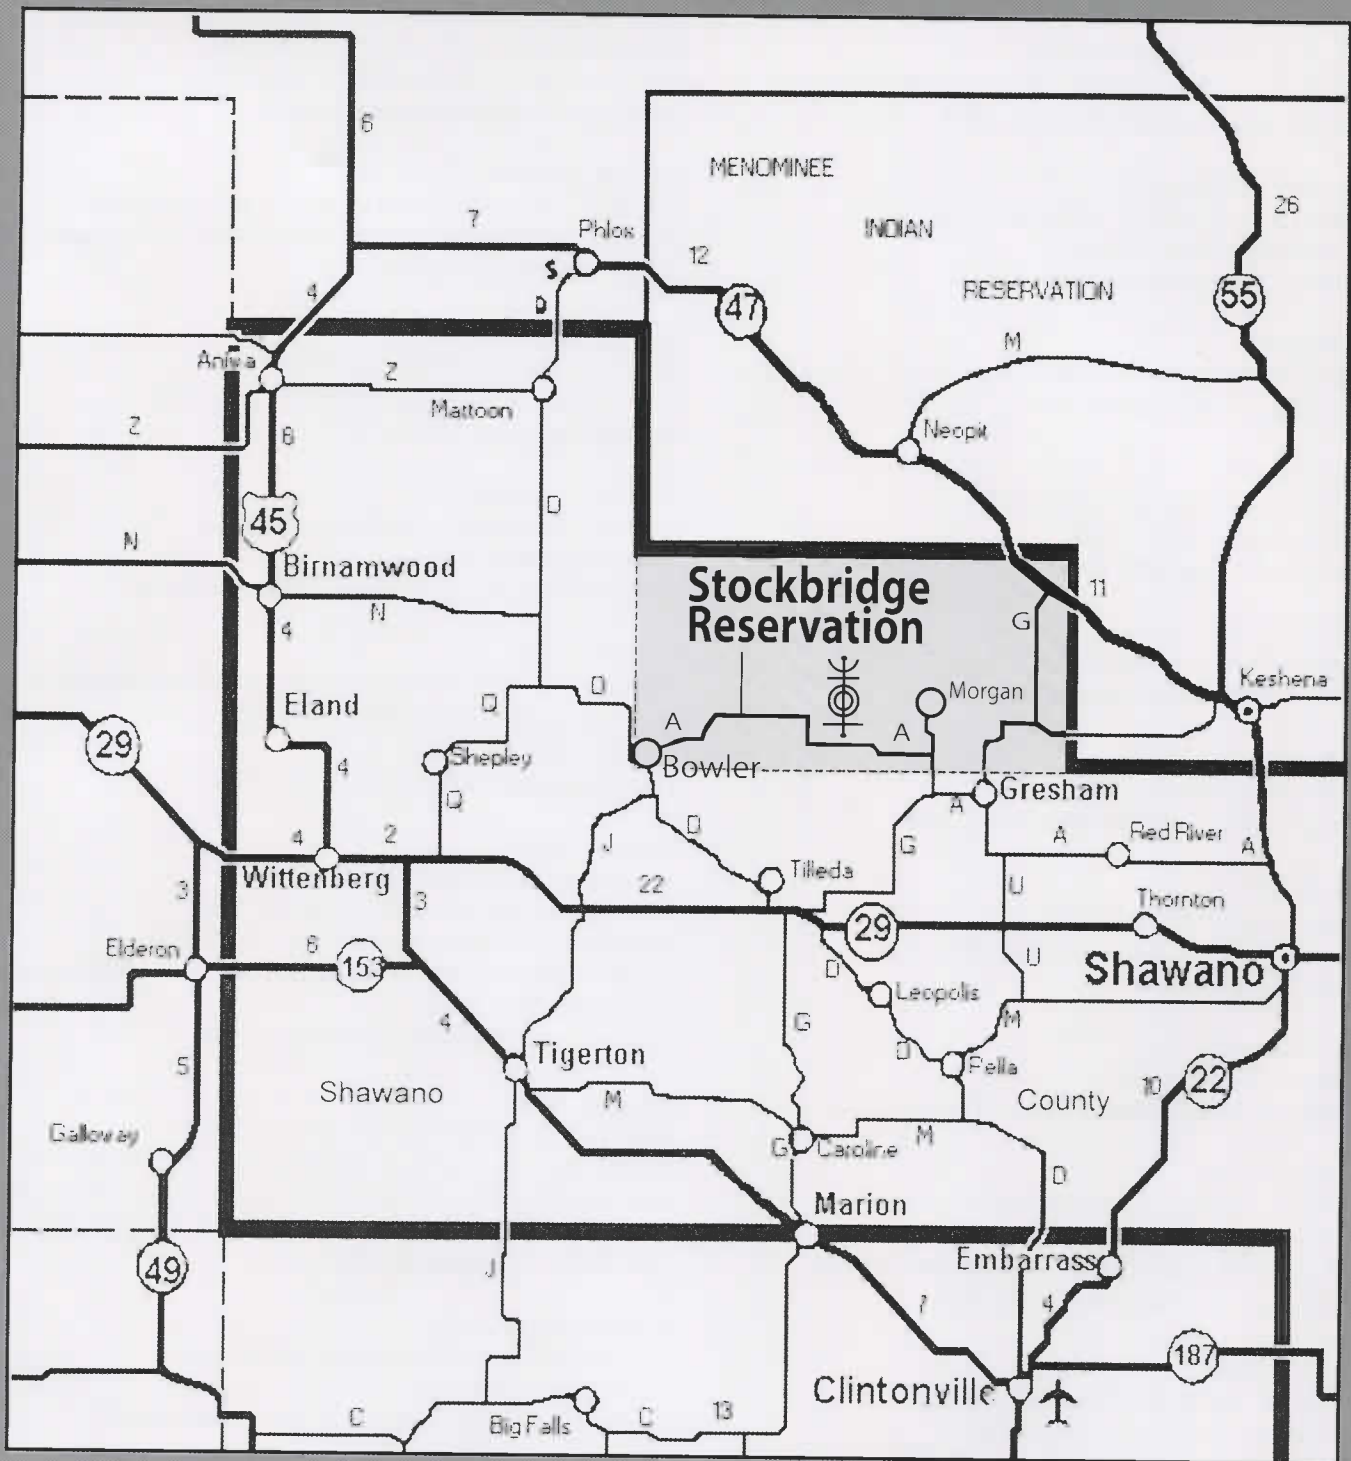 6
MENOMINEE
7
26
Phlox
INDIAN
12
S
RESERVATION
55
4
47
D
M
Aniwa
Z
Mattoon
Neopit
Z
6
D
45
N
Birnamwood
Stockbridge
Reservation
11
N
G
4
Keshena
Q
D
Morgan
Eland
A
A
29
Shepley
4
Bowler
Gresham
Q
A
D
4
2
J
G
A
Red River
A
Wittenberg
22
Tilleda
U
3
3
Thornton
29
Elderon
6
153
D
U
Shawano
Leopolis
4
G
M
D
5
Tigerton
Pella
Shawano
M
County
10
22
Galloway
M
G
Caroline
D
Marion
49
J
Embarrass
7
4
187
Clintonville
C
Big Falls
C
13